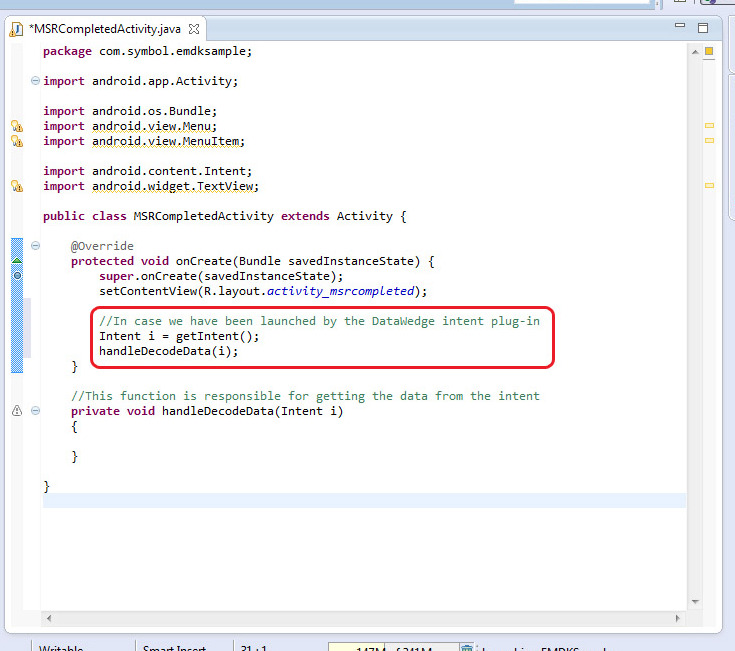 *MSRCompletedActivity.java
package com.symbol.emdksample;
import android.app.Activity;
import android.os.Bundle;
import android.view.Menu;
import android.view.MenuItem;
import android.content.Intent;
import android.widget.TextView;
public class MSRCompletedActivity extends Activity {
@Override
protected void onCreate(Bundle savedInstanceState) {
super.onCreate(savedInstanceState);
setContentView(R.layout.activity_msrcompleted);
//In case we have been launched by the DataWedge intent plug-in
Intent i = getIntent();
handleDecodeData(i);
}
//This function is responsible for getting the data from the intent
private void handleDecodeData(Intent i)
{
}
}
Writable Smart Insert 31 : 1